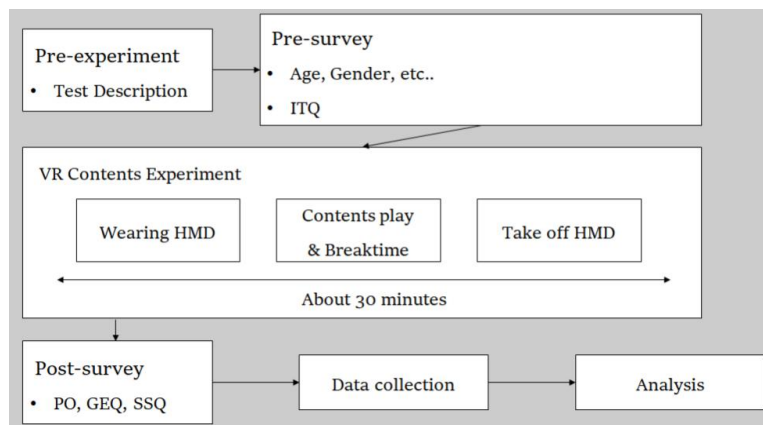 Pre-experiment
• Test Description
Pre-survey
• Age, Gender, etc..
• ITQ
VR Contents Experiment
Wearing HMD
Contents play
& Breaktime
Take off HMD
About 30 minutes
Post-survey
• PO, GEQ, SSQ
Data collection
Analysis